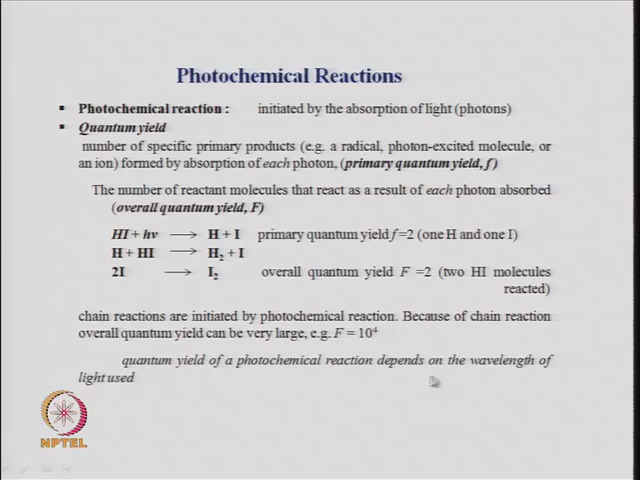 Photochemical Reactions
▪ Photochemical reaction : initiated by the absorption of light (photons)
▪ Quantum yield
number of specific primary products (e.g. a radical, photon-excited molecule, or
an ion) formed by absorption of each photon, (primary quantum yield, f)
The number of reactant molecules that react as a result of each photon absorbed
(overall quantum yield, F)
HI + hv → H + I primary quantum yield f=2 (one H and one I)
H + HI → H₂ + I
2I → I₂ overall quantum yield F =2 (two HI molecules
reacted)
chain reactions are initiated by photochemical reaction. Because of chain reaction
overall quantum yield can be very large, e.g. F = 10⁴
quantum yield of a photochemical reaction depends on the wavelength of
light used
NPTEL